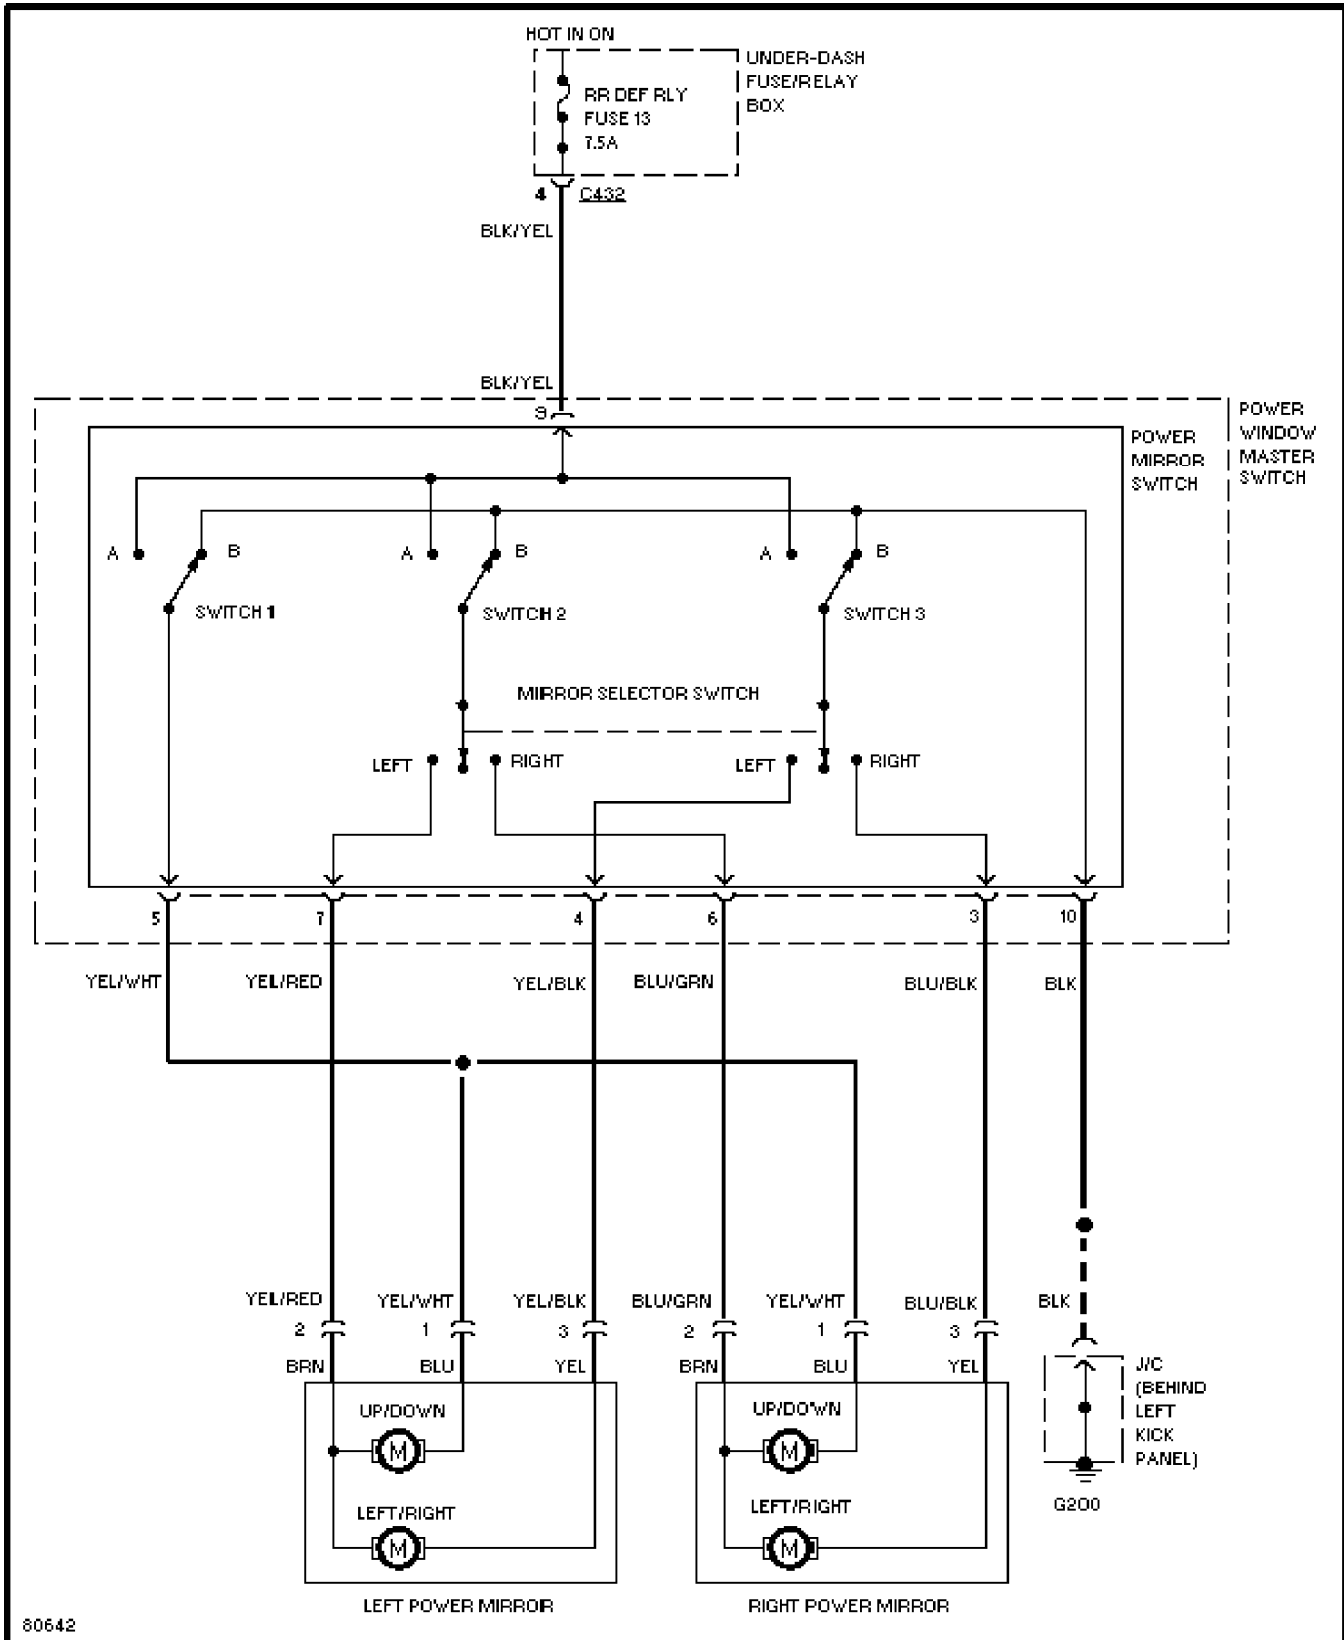 HOT IN ON
UNDER-DASH
FUSE/RELAY
BOX
RR DEF RLY
FUSE 13
7.5A
4 C432
BLK/YEL
BLK/YEL
9
POWER
WINDOW
MASTER
SWITCH
POWER
MIRROR
SWITCH
A B A B A B
SWITCH 1 SWITCH 2 SWITCH 3
MIRROR SELECTOR SWITCH
LEFT RIGHT LEFT RIGHT
5 7 4 6 3 10
YEL/WHT YEL/RED YEL/BLK BLU/GRN BLU/BLK BLK
YEL/RED YEL/WHT YEL/BLK BLU/GRN YEL/WHT BLU/BLK BLK
2 1 3 2 1 3
BRN BLU YEL BRN BLU YEL
J/C
(BEHIND
LEFT
KICK
PANEL)
UP/DOWN UP/DOWN
M M
G200
LEFT/RIGHT LEFT/RIGHT
M M
LEFT POWER MIRROR RIGHT POWER MIRROR
80642